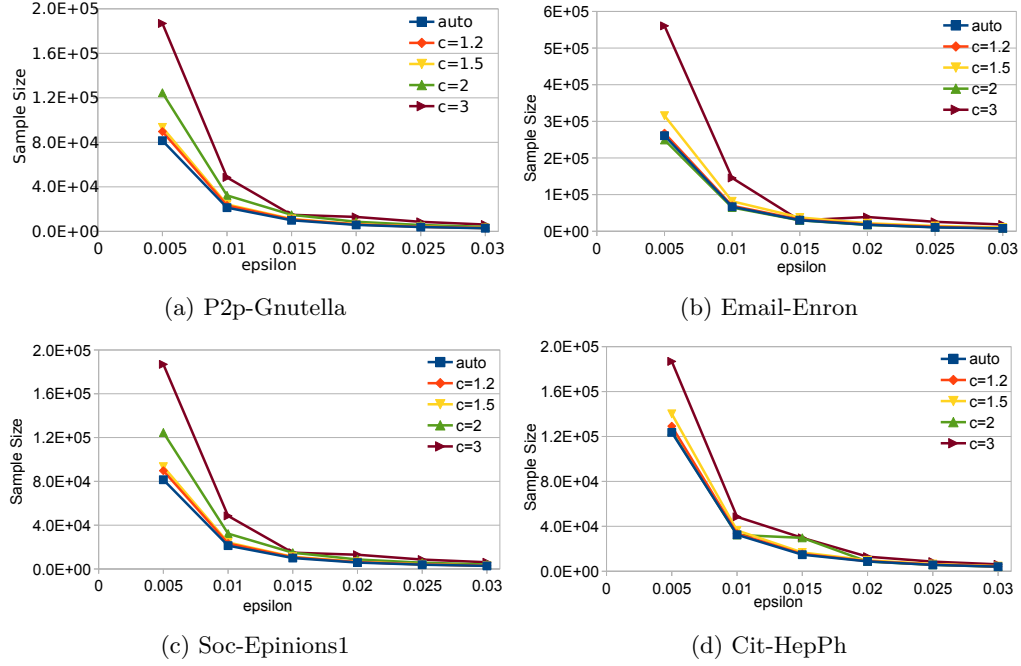 2.0E+05
1.6E+05
1.2E+05
8.0E+04
4.0E+04
0.0E+00
Sample Size
0 0.005 0.01 0.015 0.02 0.025 0.03
epsilon
auto
c=1.2
c=1.5
c=2
c=3
(a) P2p-Gnutella
6E+05
5E+05
4E+05
3E+05
2E+05
1E+05
0E+00
Sample Size
0 0.005 0.01 0.015 0.02 0.025 0.03
epsilon
auto
c=1.2
c=1.5
c=2
c=3
(b) Email-Enron
2.0E+05
1.6E+05
1.2E+05
8.0E+04
4.0E+04
0.0E+00
Sample Size
0 0.005 0.01 0.015 0.02 0.025 0.03
epsilon
auto
c=1.2
c=1.5
c=2
c=3
(c) Soc-Epinions1
2.0E+05
1.6E+05
1.2E+05
8.0E+04
4.0E+04
0.0E+00
Sample Size
0 0.005 0.01 0.015 0.02 0.025 0.03
epsilon
auto
c=1.2
c=1.5
c=2
c=3
(d) Cit-HepPh